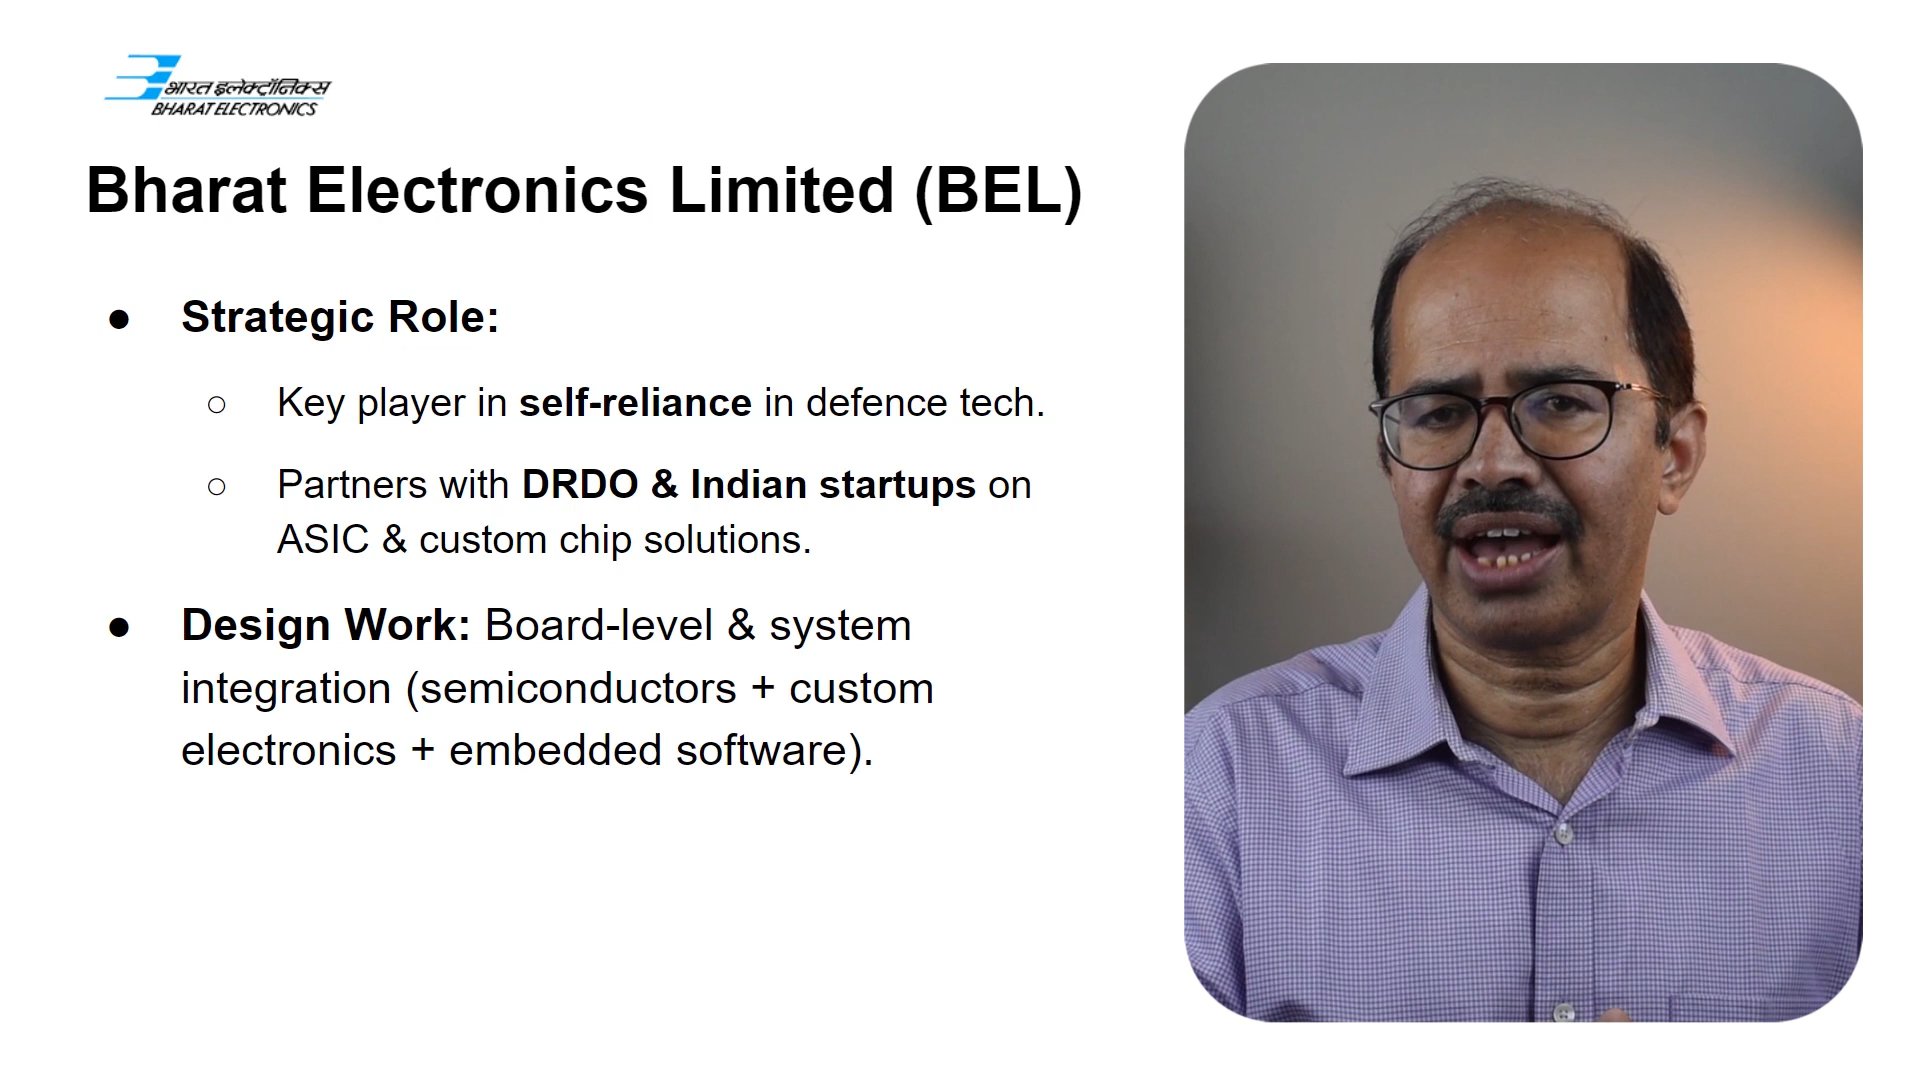 भारत इलेक्ट्रॉनिक्स
BHARAT ELECTRONICS
Bharat Electronics Limited (BEL)
● Strategic Role:
○ Key player in self-reliance in defence tech.
○ Partners with DRDO & Indian startups on
ASIC & custom chip solutions.
● Design Work: Board-level & system
integration (semiconductors + custom
electronics + embedded software).